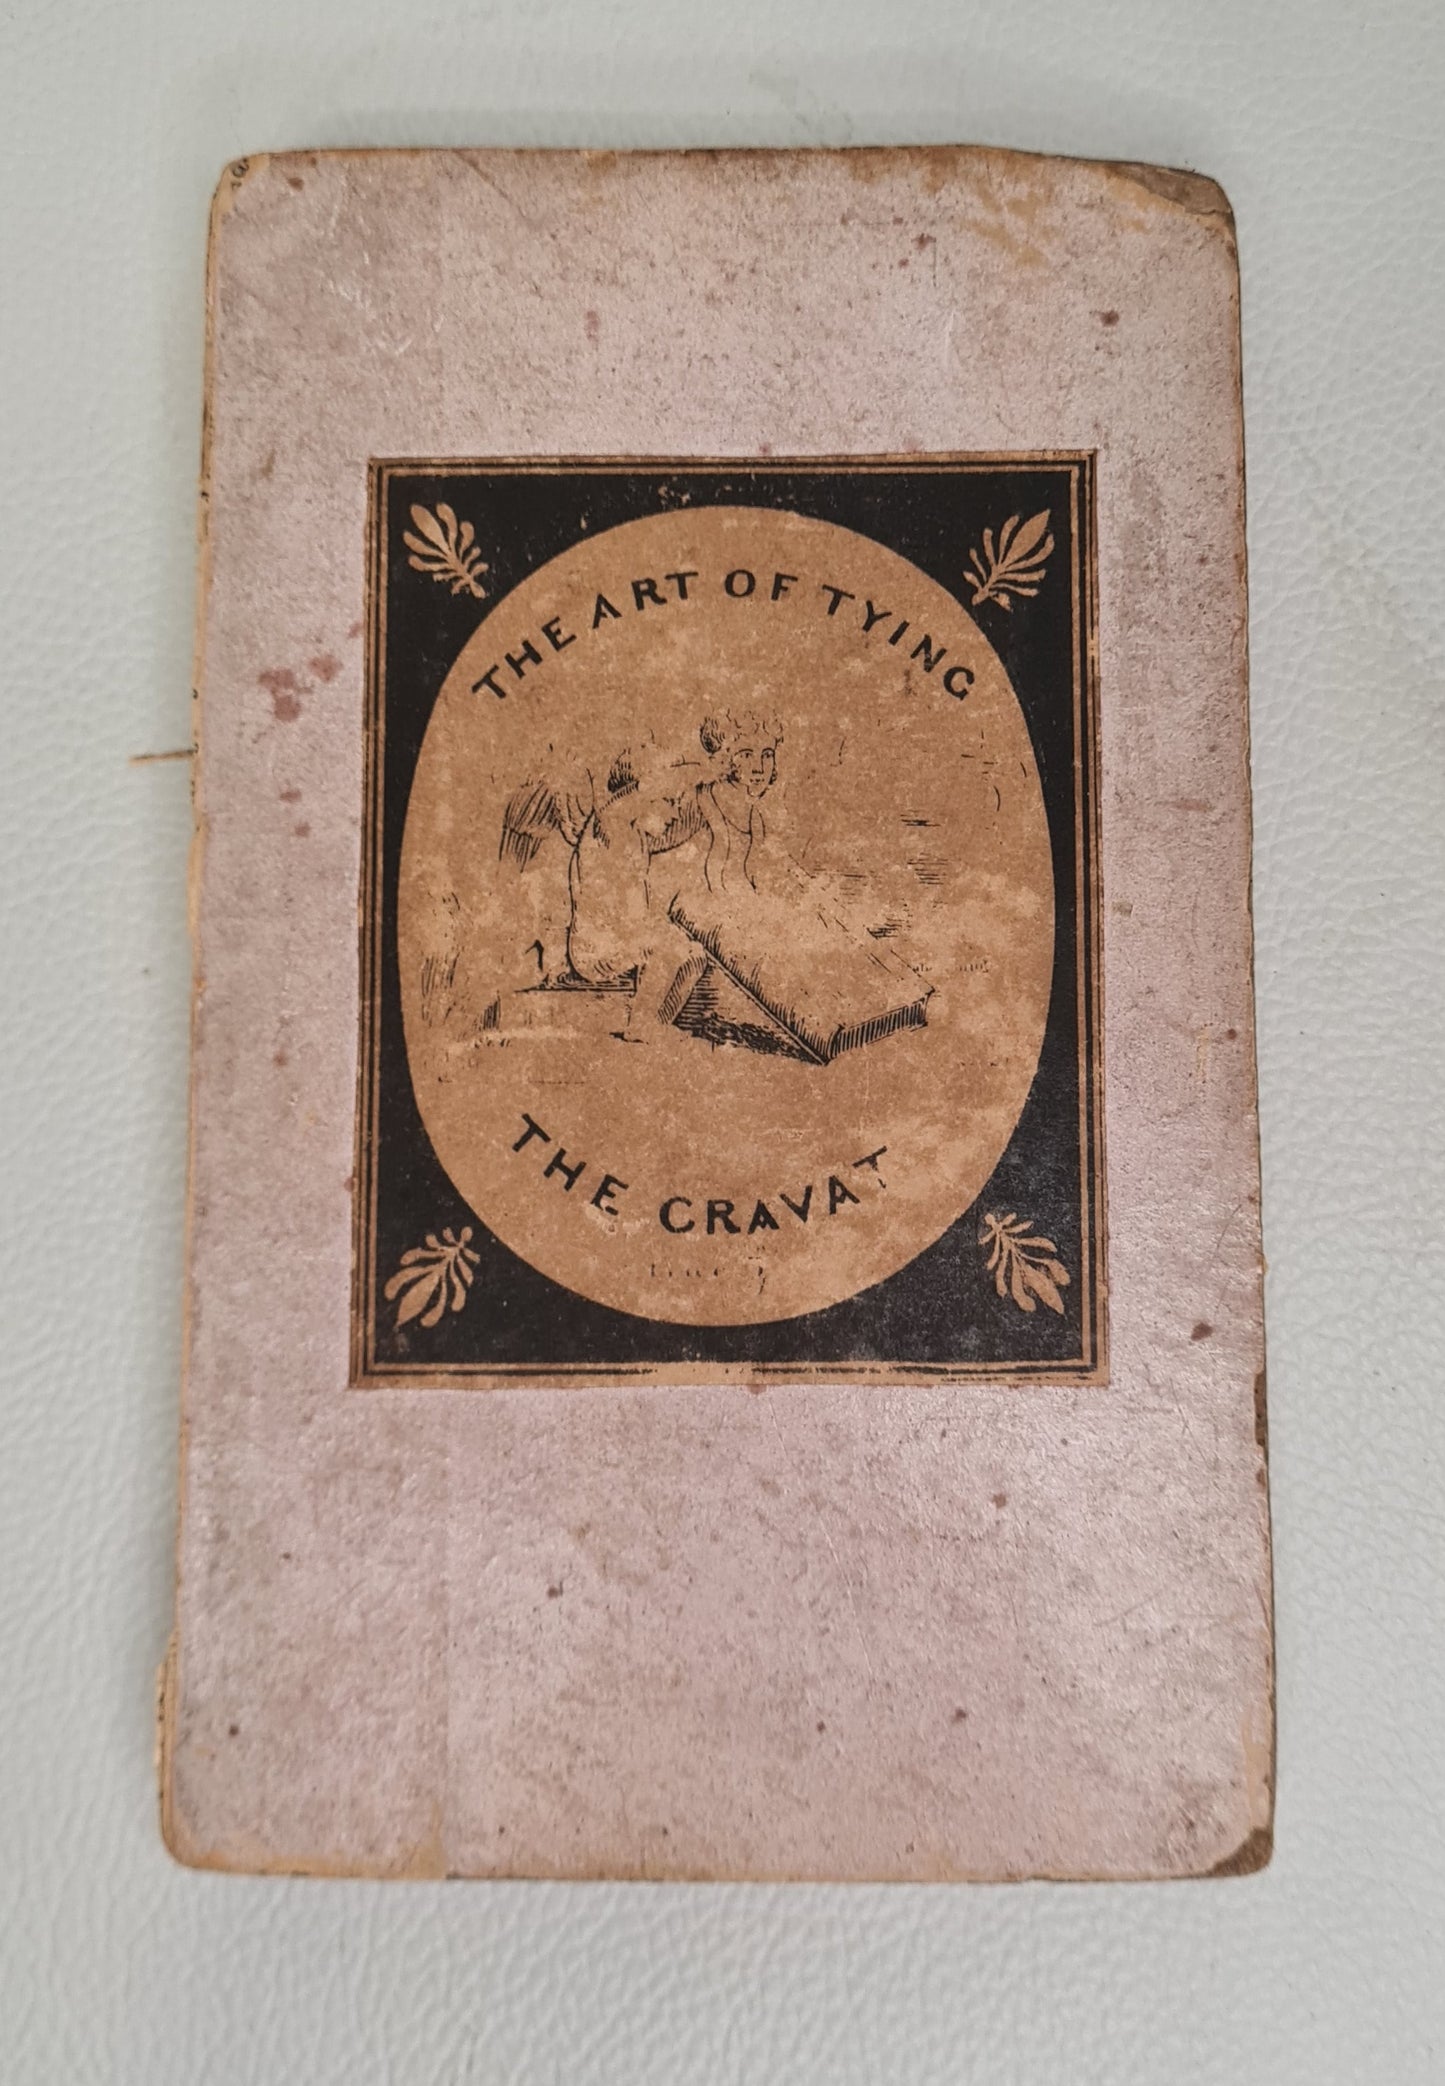 THE ART OF TYING
THE CRAVAT